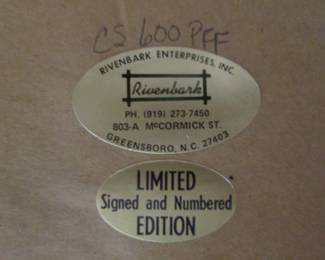 CS 600 PFF
RIVENBARK ENTERPRISES, INC.
Rivenbark
PH. (919) 273-7450
803-A McCORMICK ST.
GREENSBORO, N.C. 27403
LIMITED
Signed and Numbered
EDITION